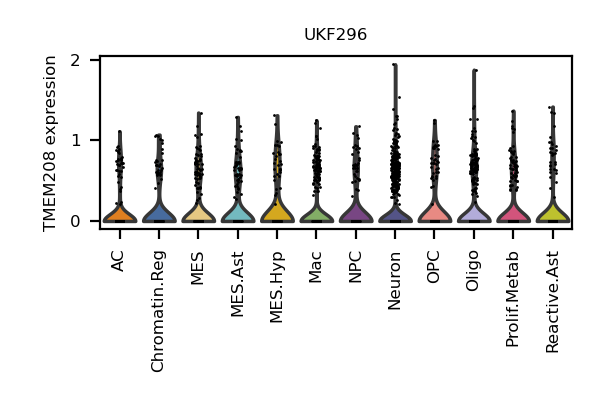 UKF296
TMEM208 expression
2
1
0
AC
Chromatin.Reg
MES
MES.Ast
MES.Hyp
Mac
NPC
Neuron
OPC
Oligo
Prolif.Metab
Reactive.Ast